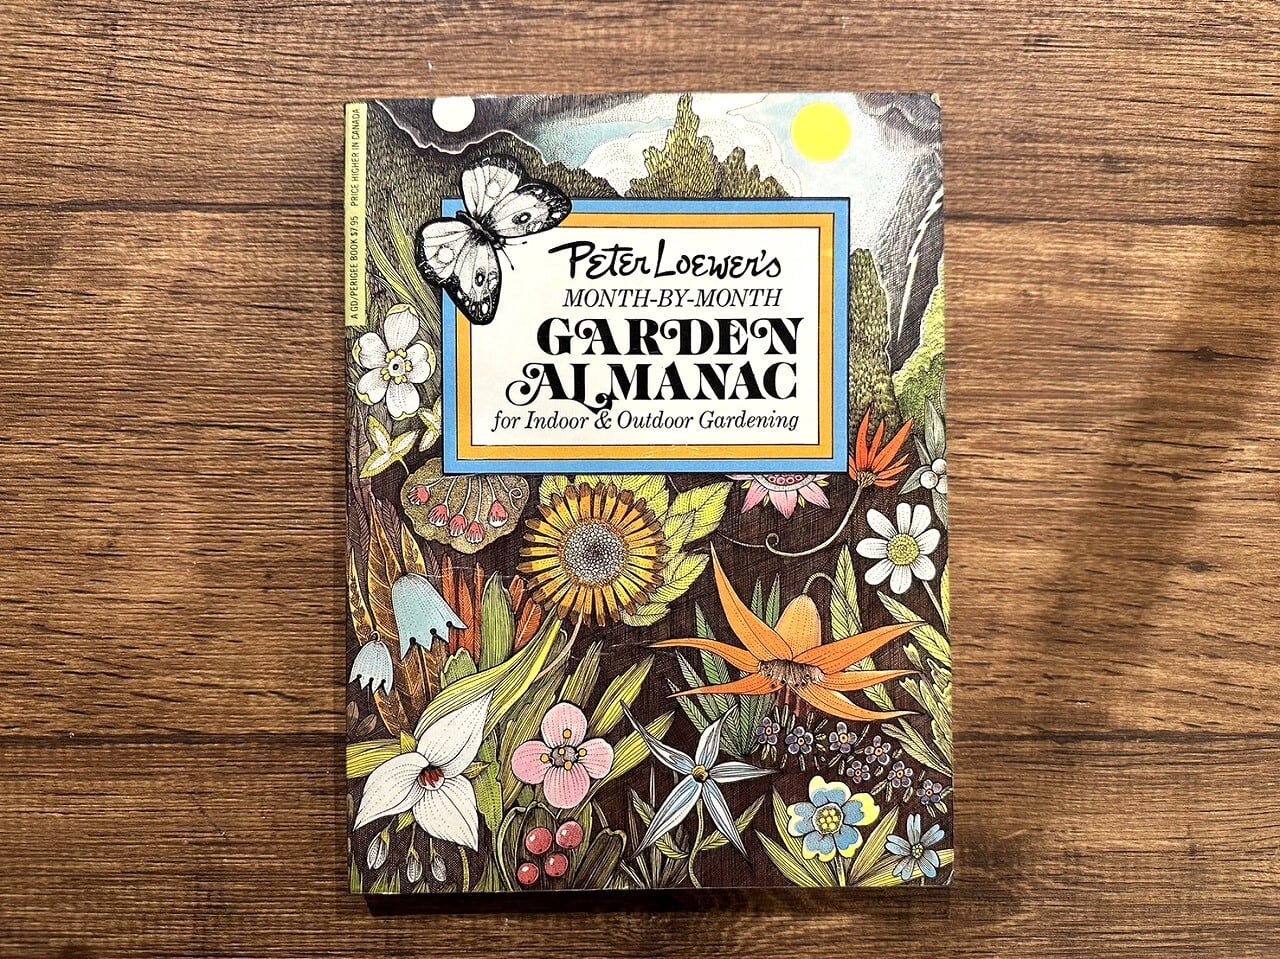 A GD/PERIGEE BOOK $7.95 PRICE HIGHER IN CANADA
Peter Loewer's
MONTH-BY-MONTH
GARDEN
ALMANAC
for Indoor & Outdoor Gardening